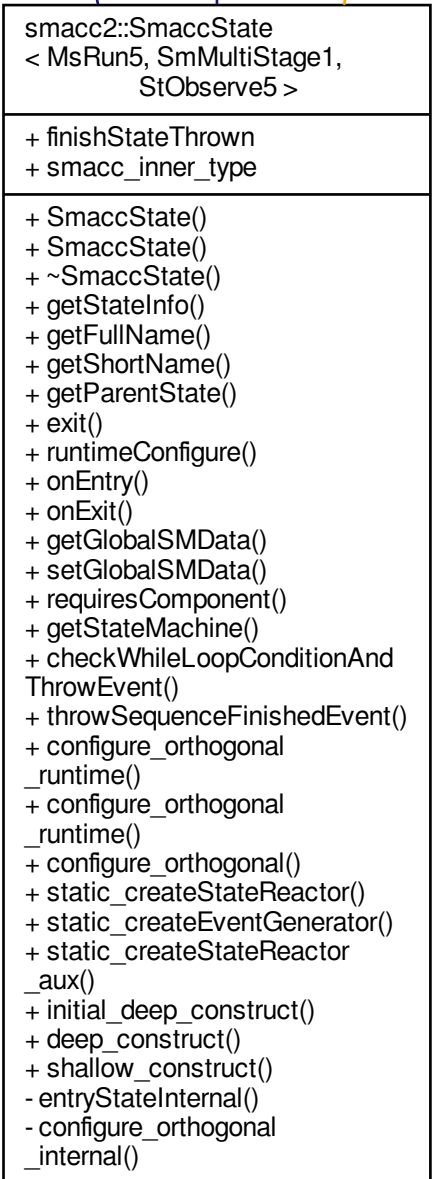 smacc2::SmaccState
< MsRun5, SmMultiStage1,
StObserve5 >
+ finishStateThrown
+ smacc_inner_type
+ SmaccState()
+ SmaccState()
+ ~SmaccState()
+ getStateInfo()
+ getFullName()
+ getShortName()
+ getParentState()
+ exit()
+ runtimeConfigure()
+ onEntry()
+ onExit()
+ getGlobalSMData()
+ setGlobalSMData()
+ requiresComponent()
+ getStateMachine()
+ checkWhileLoopConditionAnd
ThrowEvent()
+ throwSequenceFinishedEvent()
+ configure_orthogonal
_runtime()
+ configure_orthogonal
_runtime()
+ configure_orthogonal()
+ static_createStateReactor()
+ static_createEventGenerator()
+ static_createStateReactor
_aux()
+ initial_deep_construct()
+ deep_construct()
+ shallow_construct()
- entryStateInternal()
- configure_orthogonal
_internal()